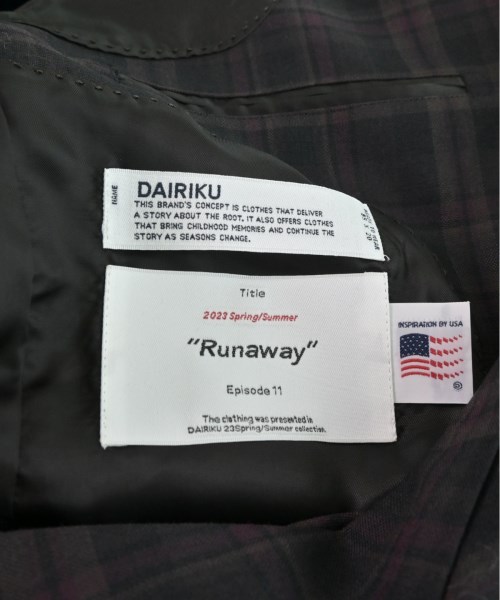 NAME
DAIRIKU
THIS BRAND'S CONCEPT IS CLOTHES THAT DELIVER
A STORY ABOUT THE ROOT. IT ALSO OFFERS CLOTHES
THAT BRING CHILDHOOD MEMORIES AND CONTINUE THE
STORY AS SEASONS CHANGE.
Title
2023 Spring/Summer
"Runaway"
Episode 11
The clothing was presented in
DAIRIKU 23Spring/Summer collection.
INSPIRATION BY USA